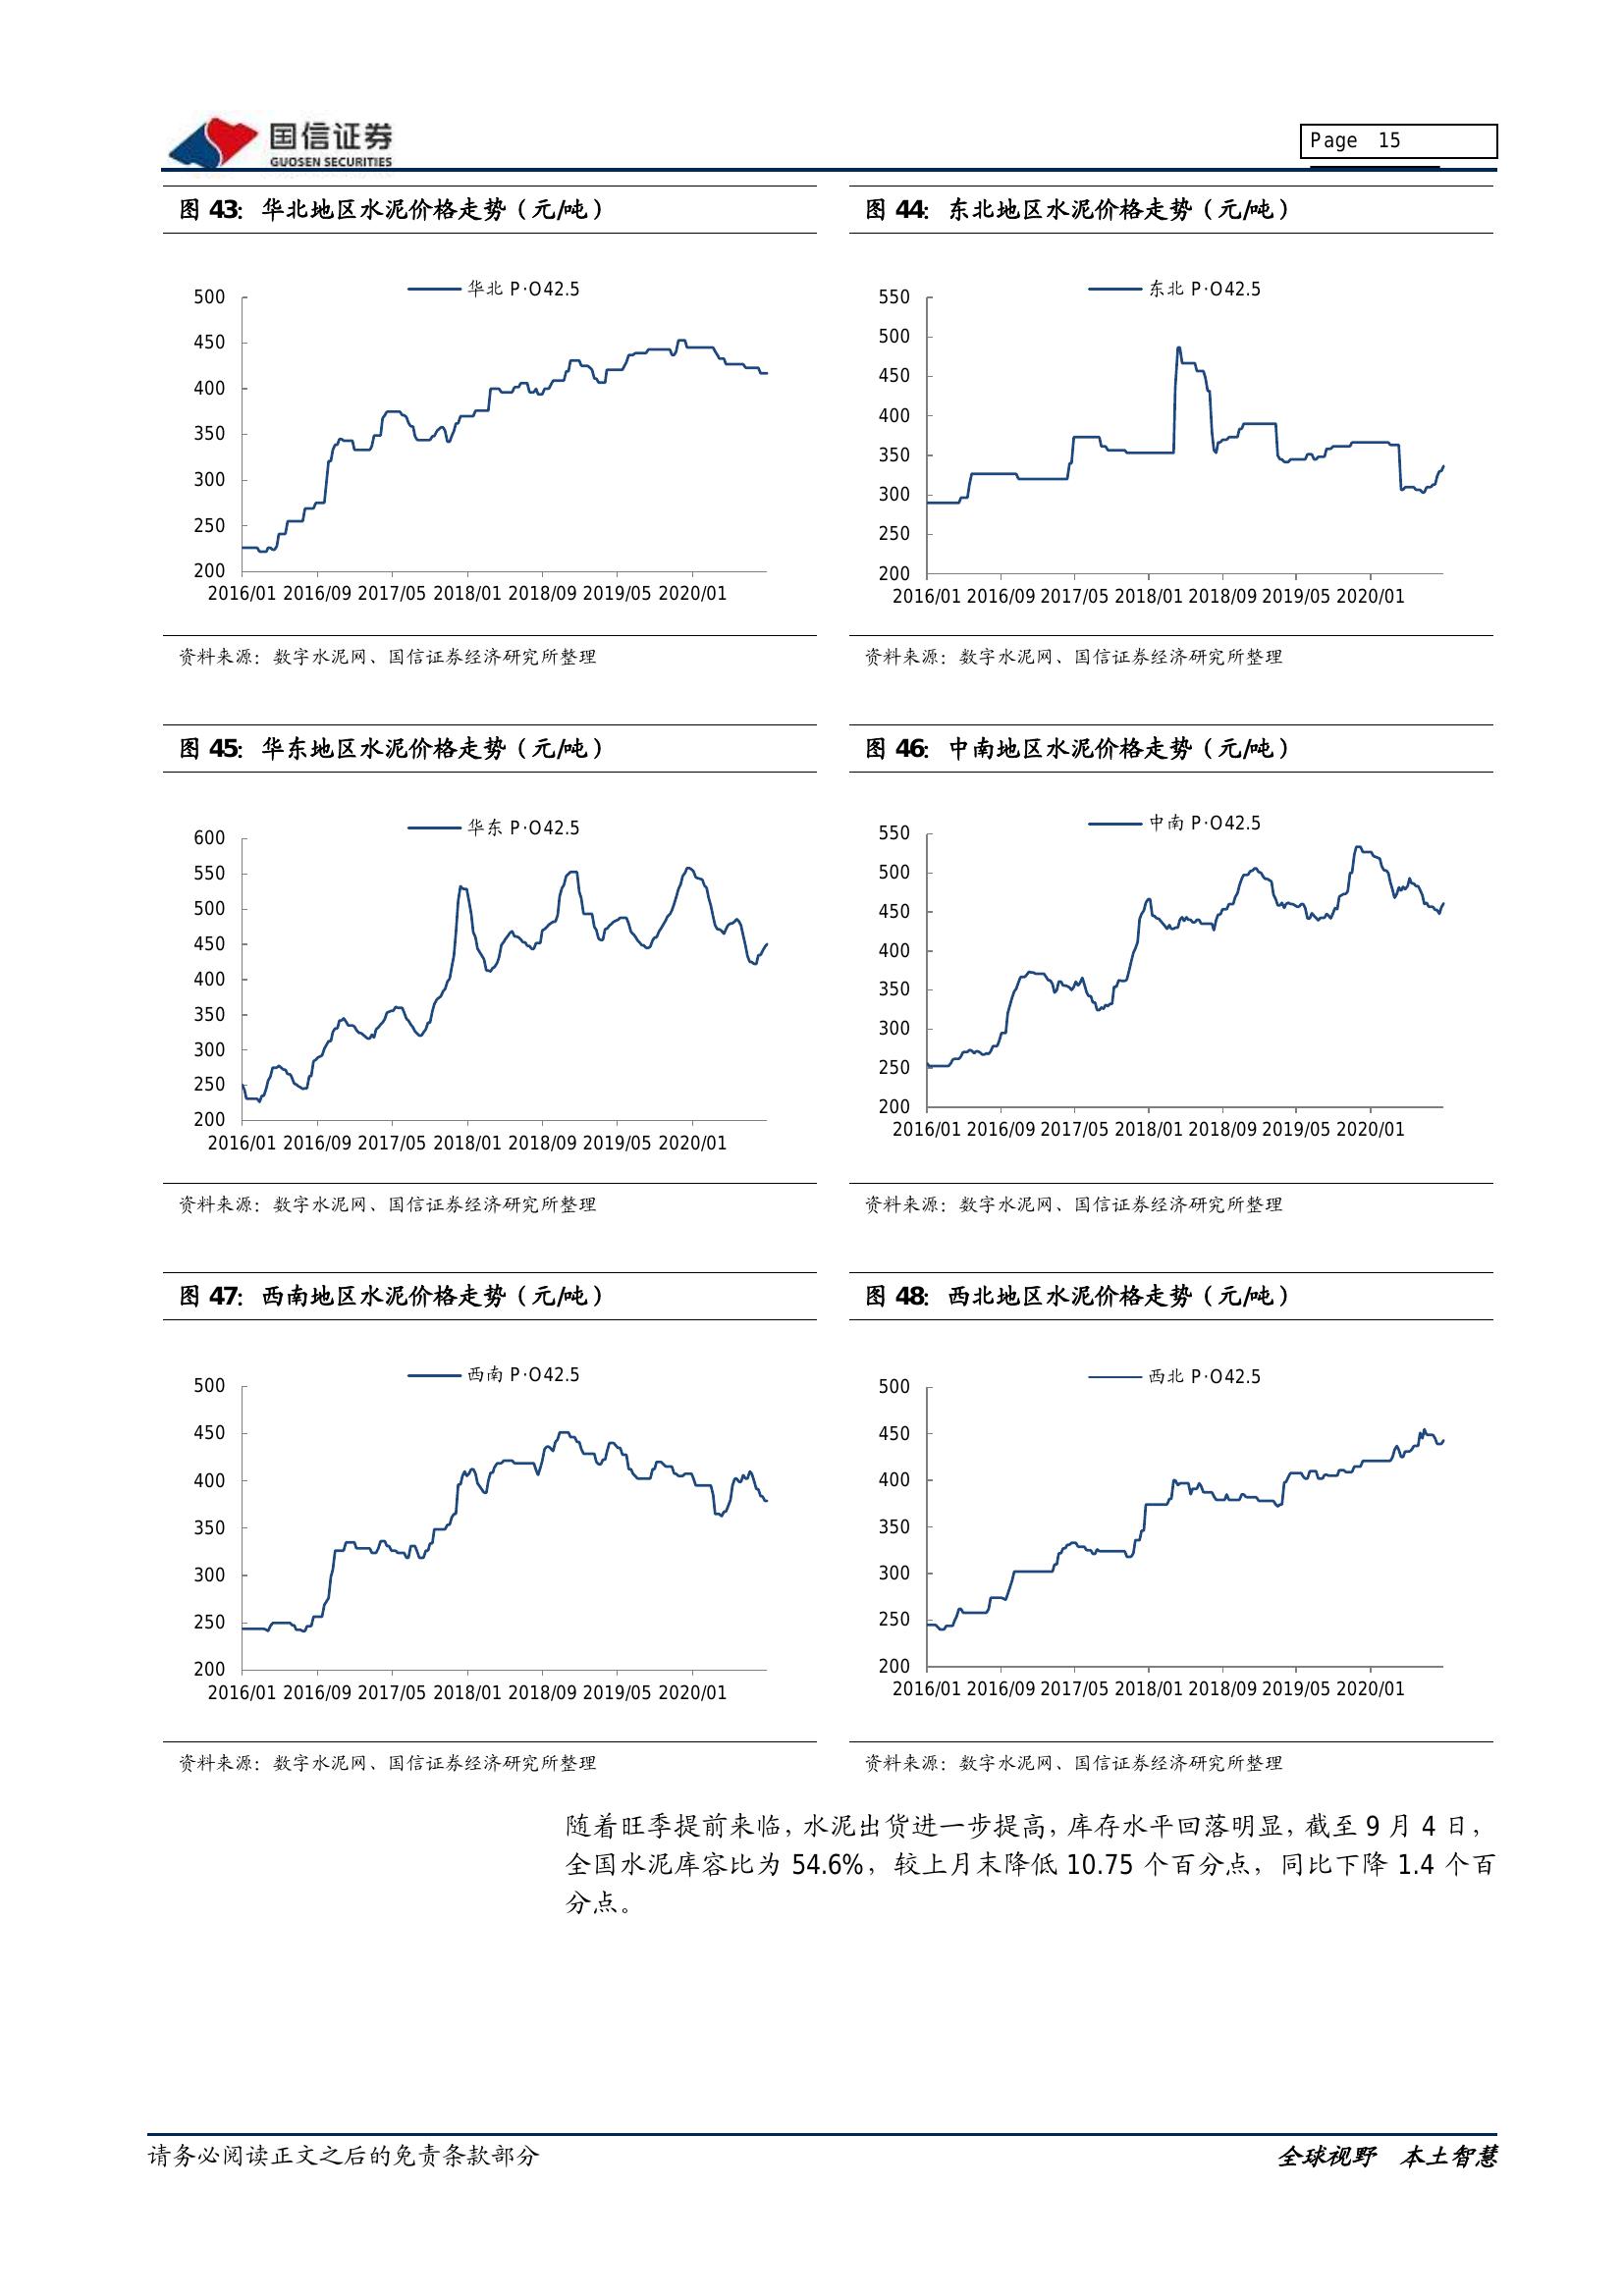 国信证券
GUOSEN SECURITIES
Page 15
图 43：华北地区水泥价格走势（元/吨）
华北 P·O42.5
500
450
400
350
300
250
200
2016/01 2016/09 2017/05 2018/01 2018/09 2019/05 2020/01
资料来源：数字水泥网、国信证券经济研究所整理
图 44：东北地区水泥价格走势（元/吨）
东北 P·O42.5
550
500
450
400
350
300
250
200
2016/01 2016/09 2017/05 2018/01 2018/09 2019/05 2020/01
资料来源：数字水泥网、国信证券经济研究所整理
图 45：华东地区水泥价格走势（元/吨）
华东 P·O42.5
600
550
500
450
400
350
300
250
200
2016/01 2016/09 2017/05 2018/01 2018/09 2019/05 2020/01
资料来源：数字水泥网、国信证券经济研究所整理
图 46：中南地区水泥价格走势（元/吨）
中南 P·O42.5
550
500
450
400
350
300
250
200
2016/01 2016/09 2017/05 2018/01 2018/09 2019/05 2020/01
资料来源：数字水泥网、国信证券经济研究所整理
图 47：西南地区水泥价格走势（元/吨）
西南 P·O42.5
500
450
400
350
300
250
200
2016/01 2016/09 2017/05 2018/01 2018/09 2019/05 2020/01
资料来源：数字水泥网、国信证券经济研究所整理
图 48：西北地区水泥价格走势（元/吨）
西北 P·O42.5
500
450
400
350
300
250
200
2016/01 2016/09 2017/05 2018/01 2018/09 2019/05 2020/01
资料来源：数字水泥网、国信证券经济研究所整理
随着旺季提前来临，水泥出货进一步提高，库存水平回落明显，截至 9 月 4 日，
全国水泥库容比为 54.6%，较上月末降低 10.75 个百分点，同比下降 1.4 个百
分点。
请务必阅读正文之后的免责条款部分
全球视野 本土智慧